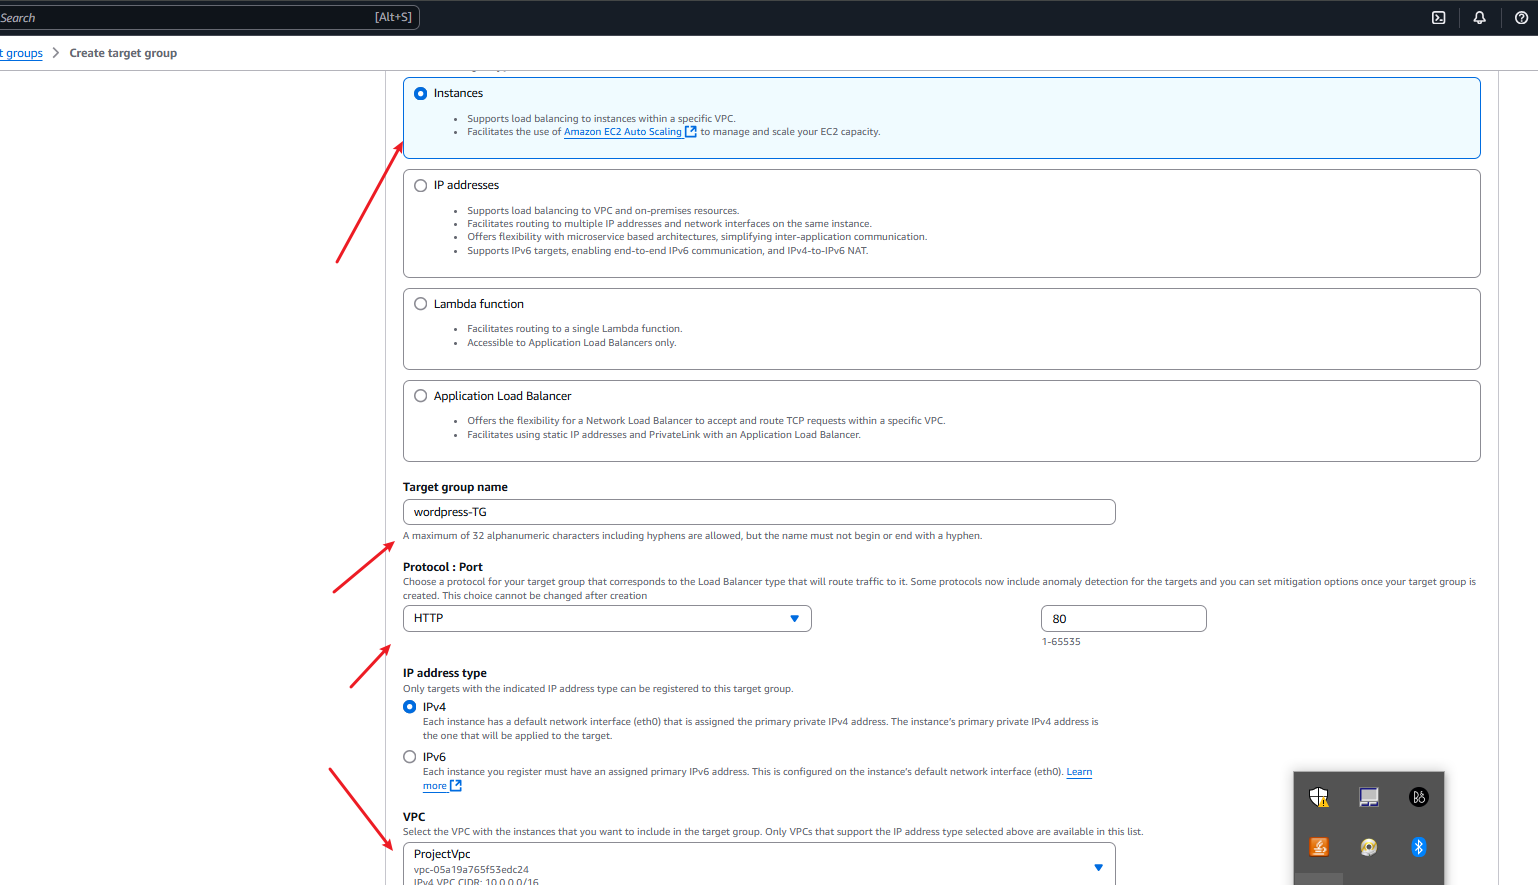 Search
[Alt+S]
t groups > Create target group
Instances
• Supports load balancing to instances within a specific VPC.
• Facilitates the use of Amazon EC2 Auto Scaling to manage and scale your EC2 capacity.
IP addresses
• Supports load balancing to VPC and on-premises resources.
• Facilitates routing to multiple IP addresses and network interfaces on the same instance.
• Offers flexibility with microservice based architectures, simplifying inter-application communication.
• Supports IPv6 targets, enabling end-to-end IPv6 communication, and IPv4-to-IPv6 NAT.
Lambda function
• Facilitates routing to a single Lambda function.
• Accessible to Application Load Balancers only.
Application Load Balancer
• Offers the flexibility for a Network Load Balancer to accept and route TCP requests within a specific VPC.
• Facilitates using static IP addresses and PrivateLink with an Application Load Balancer.
Target group name
wordpress-TG
A maximum of 32 alphanumeric characters including hyphens are allowed, but the name must not begin or end with a hyphen.
Protocol : Port
Choose a protocol for your target group that corresponds to the Load Balancer type that will route traffic to it. Some protocols now include anomaly detection for the targets and you can set mitigation options once your target group is
created. This choice cannot be changed after creation
HTTP
80
1-65535
IP address type
Only targets with the indicated IP address type can be registered to this target group.
IPv4
Each instance has a default network interface (eth0) that is assigned the primary private IPv4 address. The instance's primary private IPv4 address is
the one that will be applied to the target.
IPv6
Each instance you register must have an assigned primary IPv6 address. This is configured on the instance's default network interface (eth0). Learn
more
VPC
Select the VPC with the instances that you want to include in the target group. Only VPCs that support the IP address type selected above are available in this list.
ProjectVpc
vpc-05a19a765f53edc24
IPv4 VPC CIDR: 10.0.0.0/16